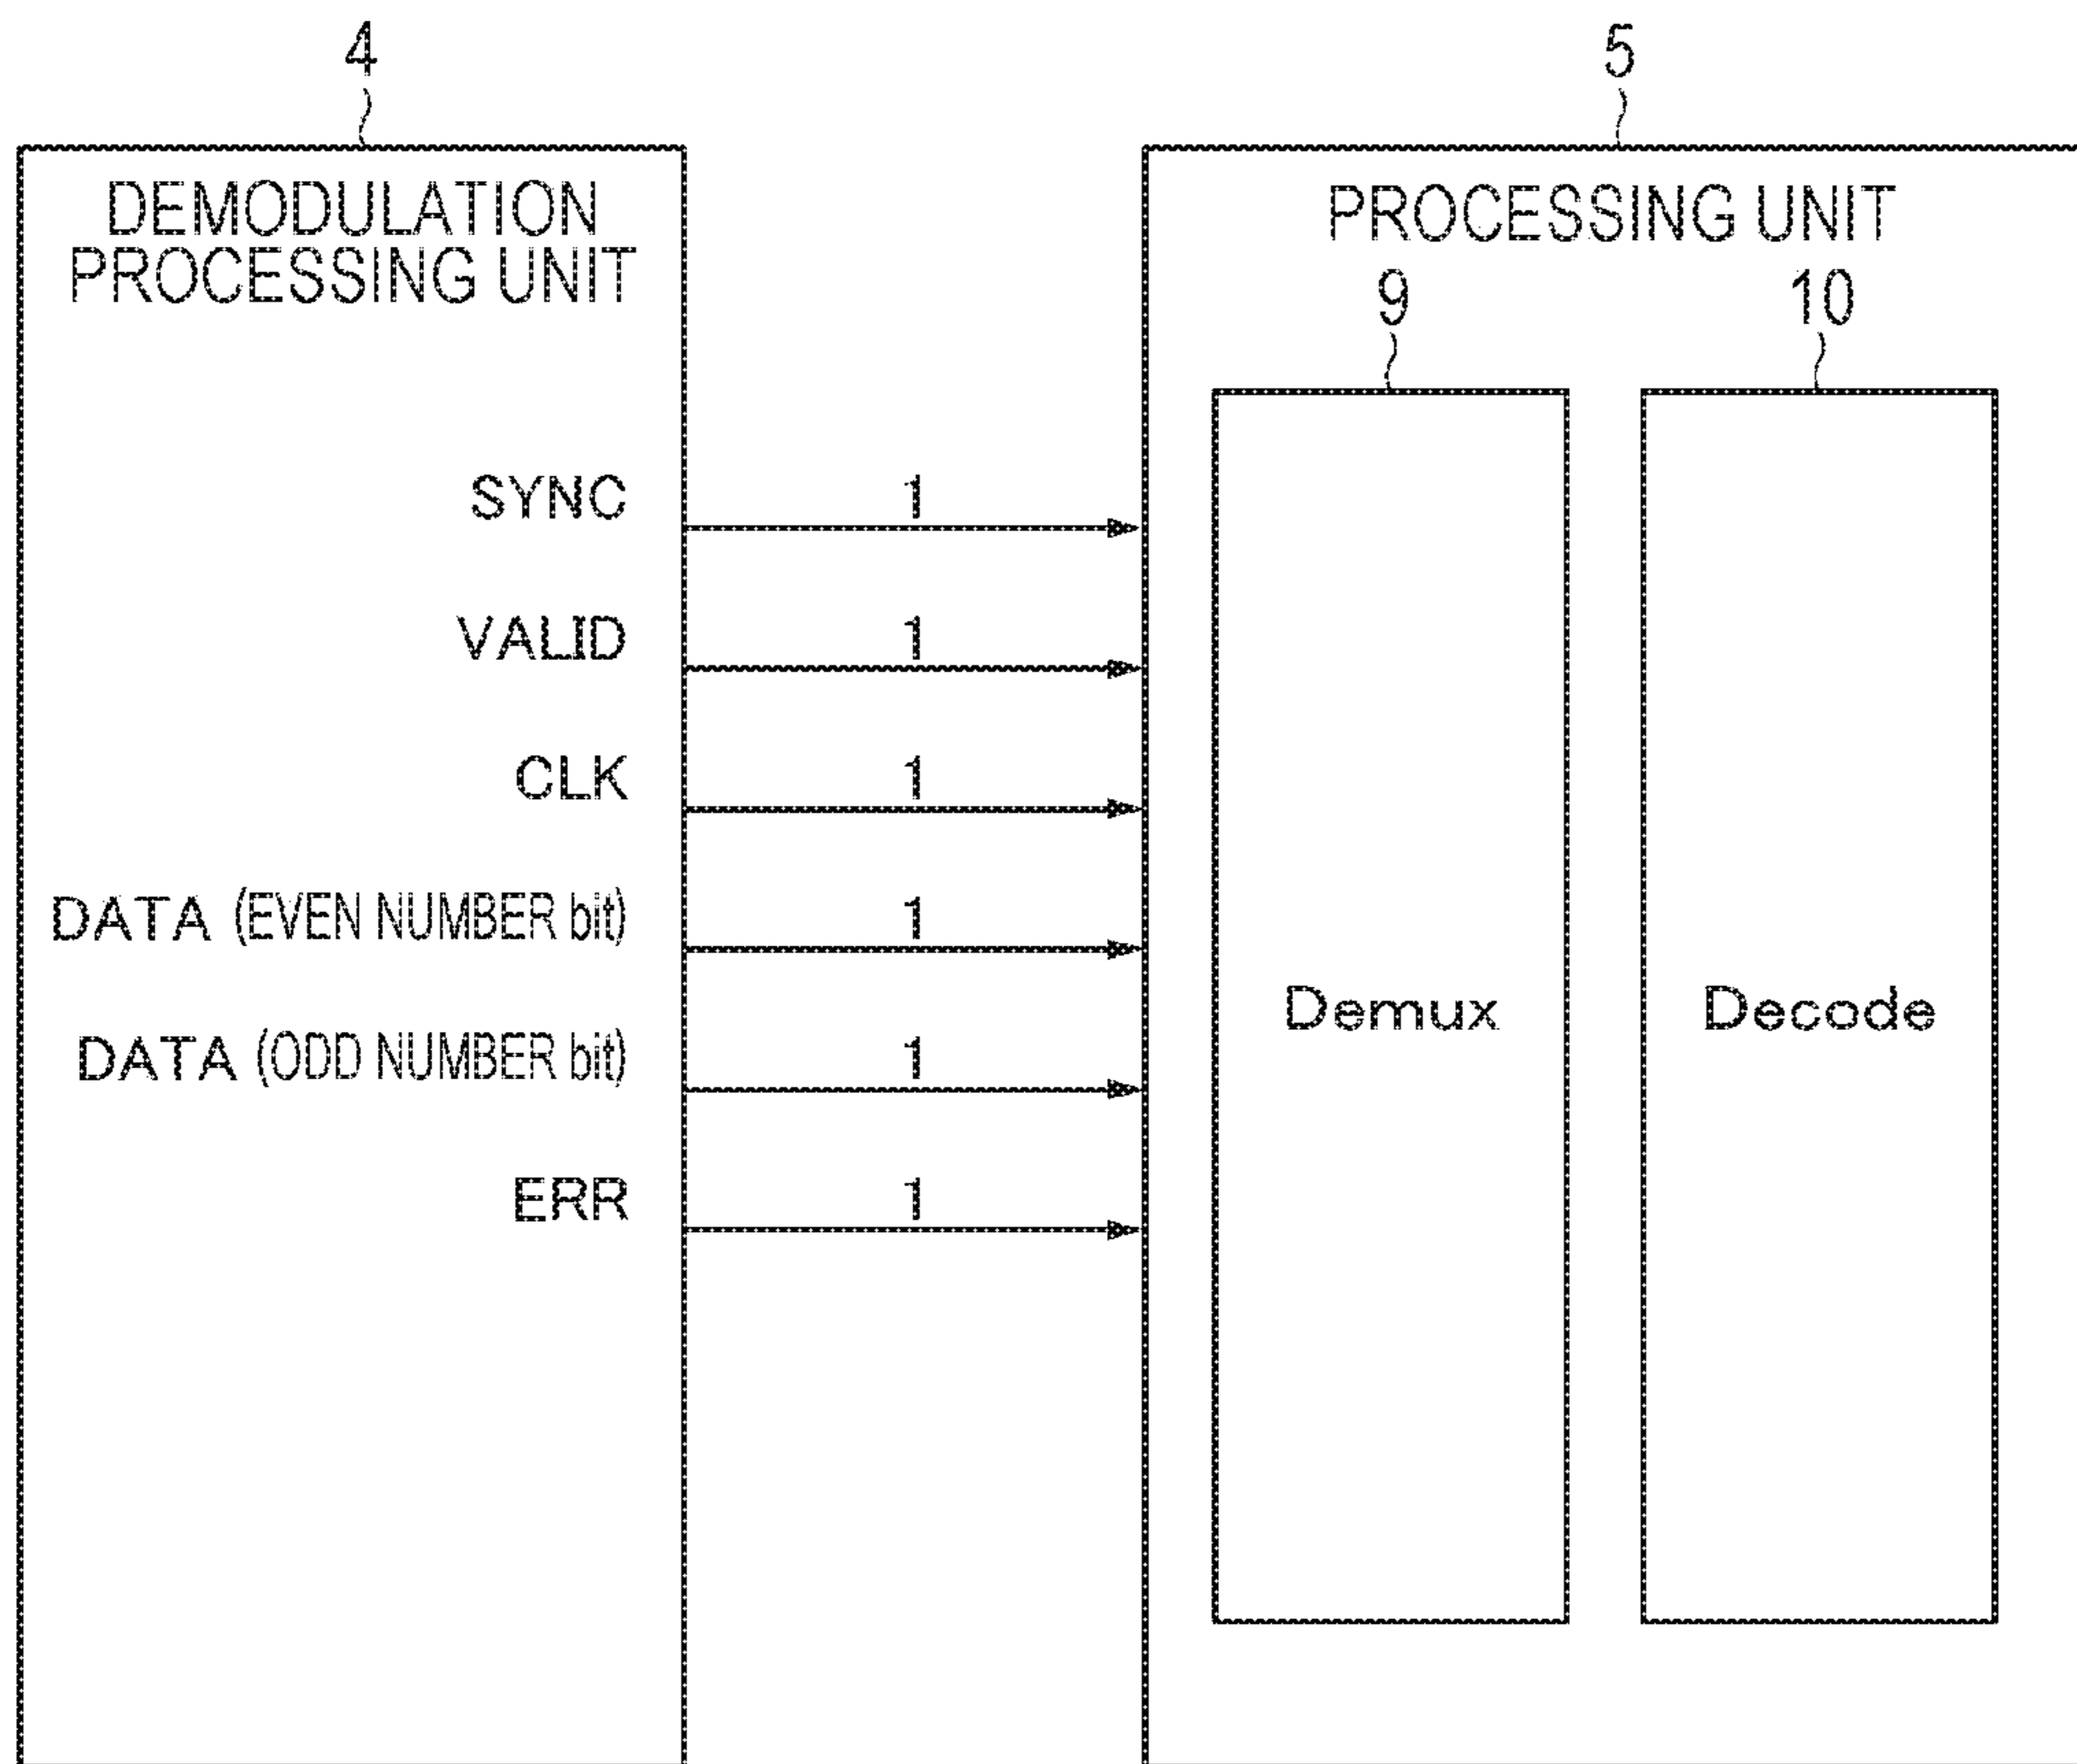 4
DEMODULATION
PROCESSING UNIT
SYNC
VALID
CLK
DATA (EVEN NUMBER bit)
DATA (ODD NUMBER bit)
ERR
1
1
1
1
1
1
5
PROCESSING UNIT
9
Demux
10
Decode